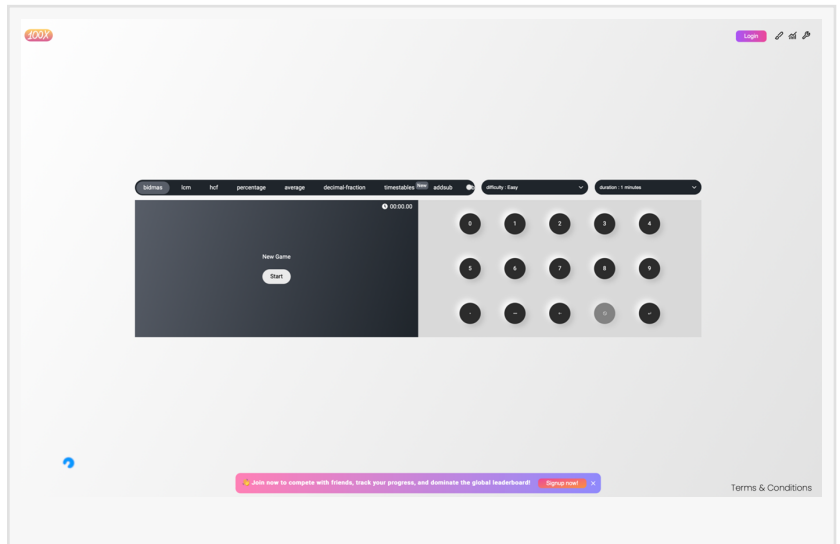 100X
Login
bidmas lcm hcf percentage average decimal-fraction timestables New addsub
difficulty : Easy
duration : 1 minutes
00:00.00
New Game
Start
0 1 2 3 4
5 6 7 8 9
Join now to compete with friends, track your progress, and dominate the global leaderboard! Signup now!
Terms & Conditions